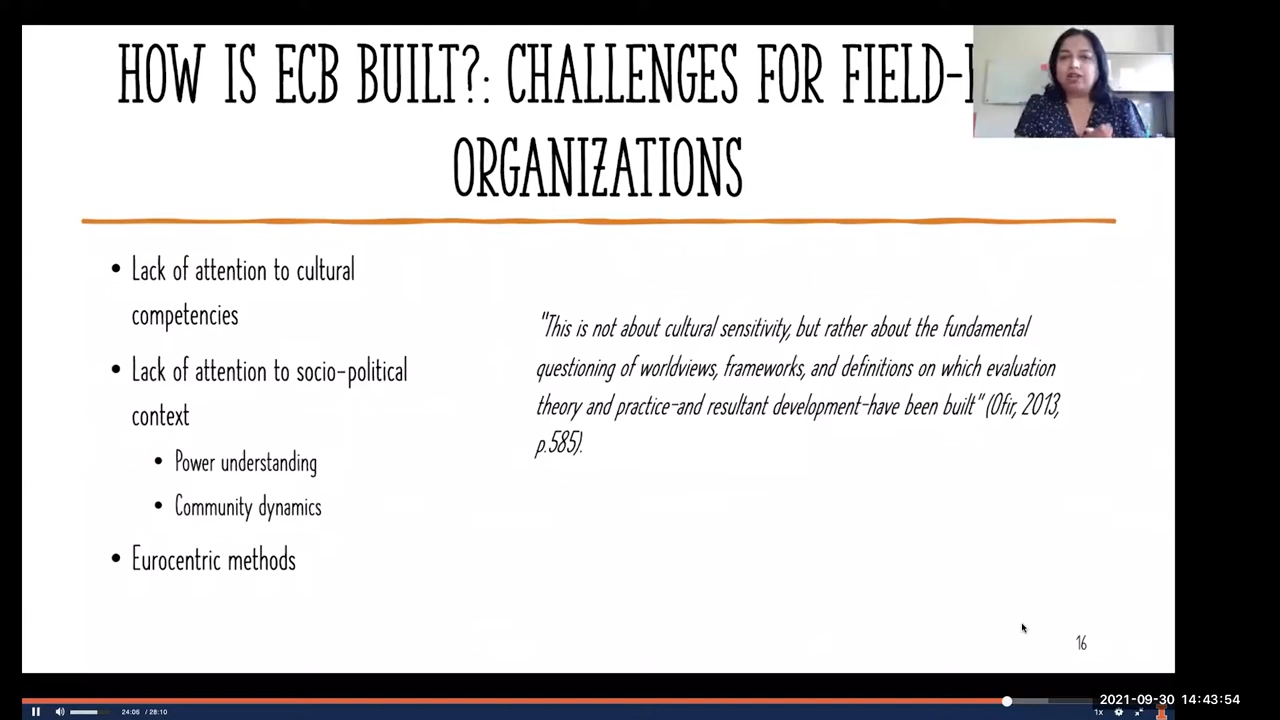 HOW IS ECB BUILT?: CHALLENGES FOR FIELD-
ORGANIZATIONS
• Lack of attention to cultural
competencies
• Lack of attention to socio-political
context
• Power understanding
• Community dynamics
• Eurocentric methods
"This is not about cultural sensitivity, but rather about the fundamental
questioning of worldviews, frameworks, and definitions on which evaluation
theory and practice-and resultant development-have been built" (Ofir, 2013,
p.585).
16
24:06 / 28:10
1x
2021-09-30 14:43:54